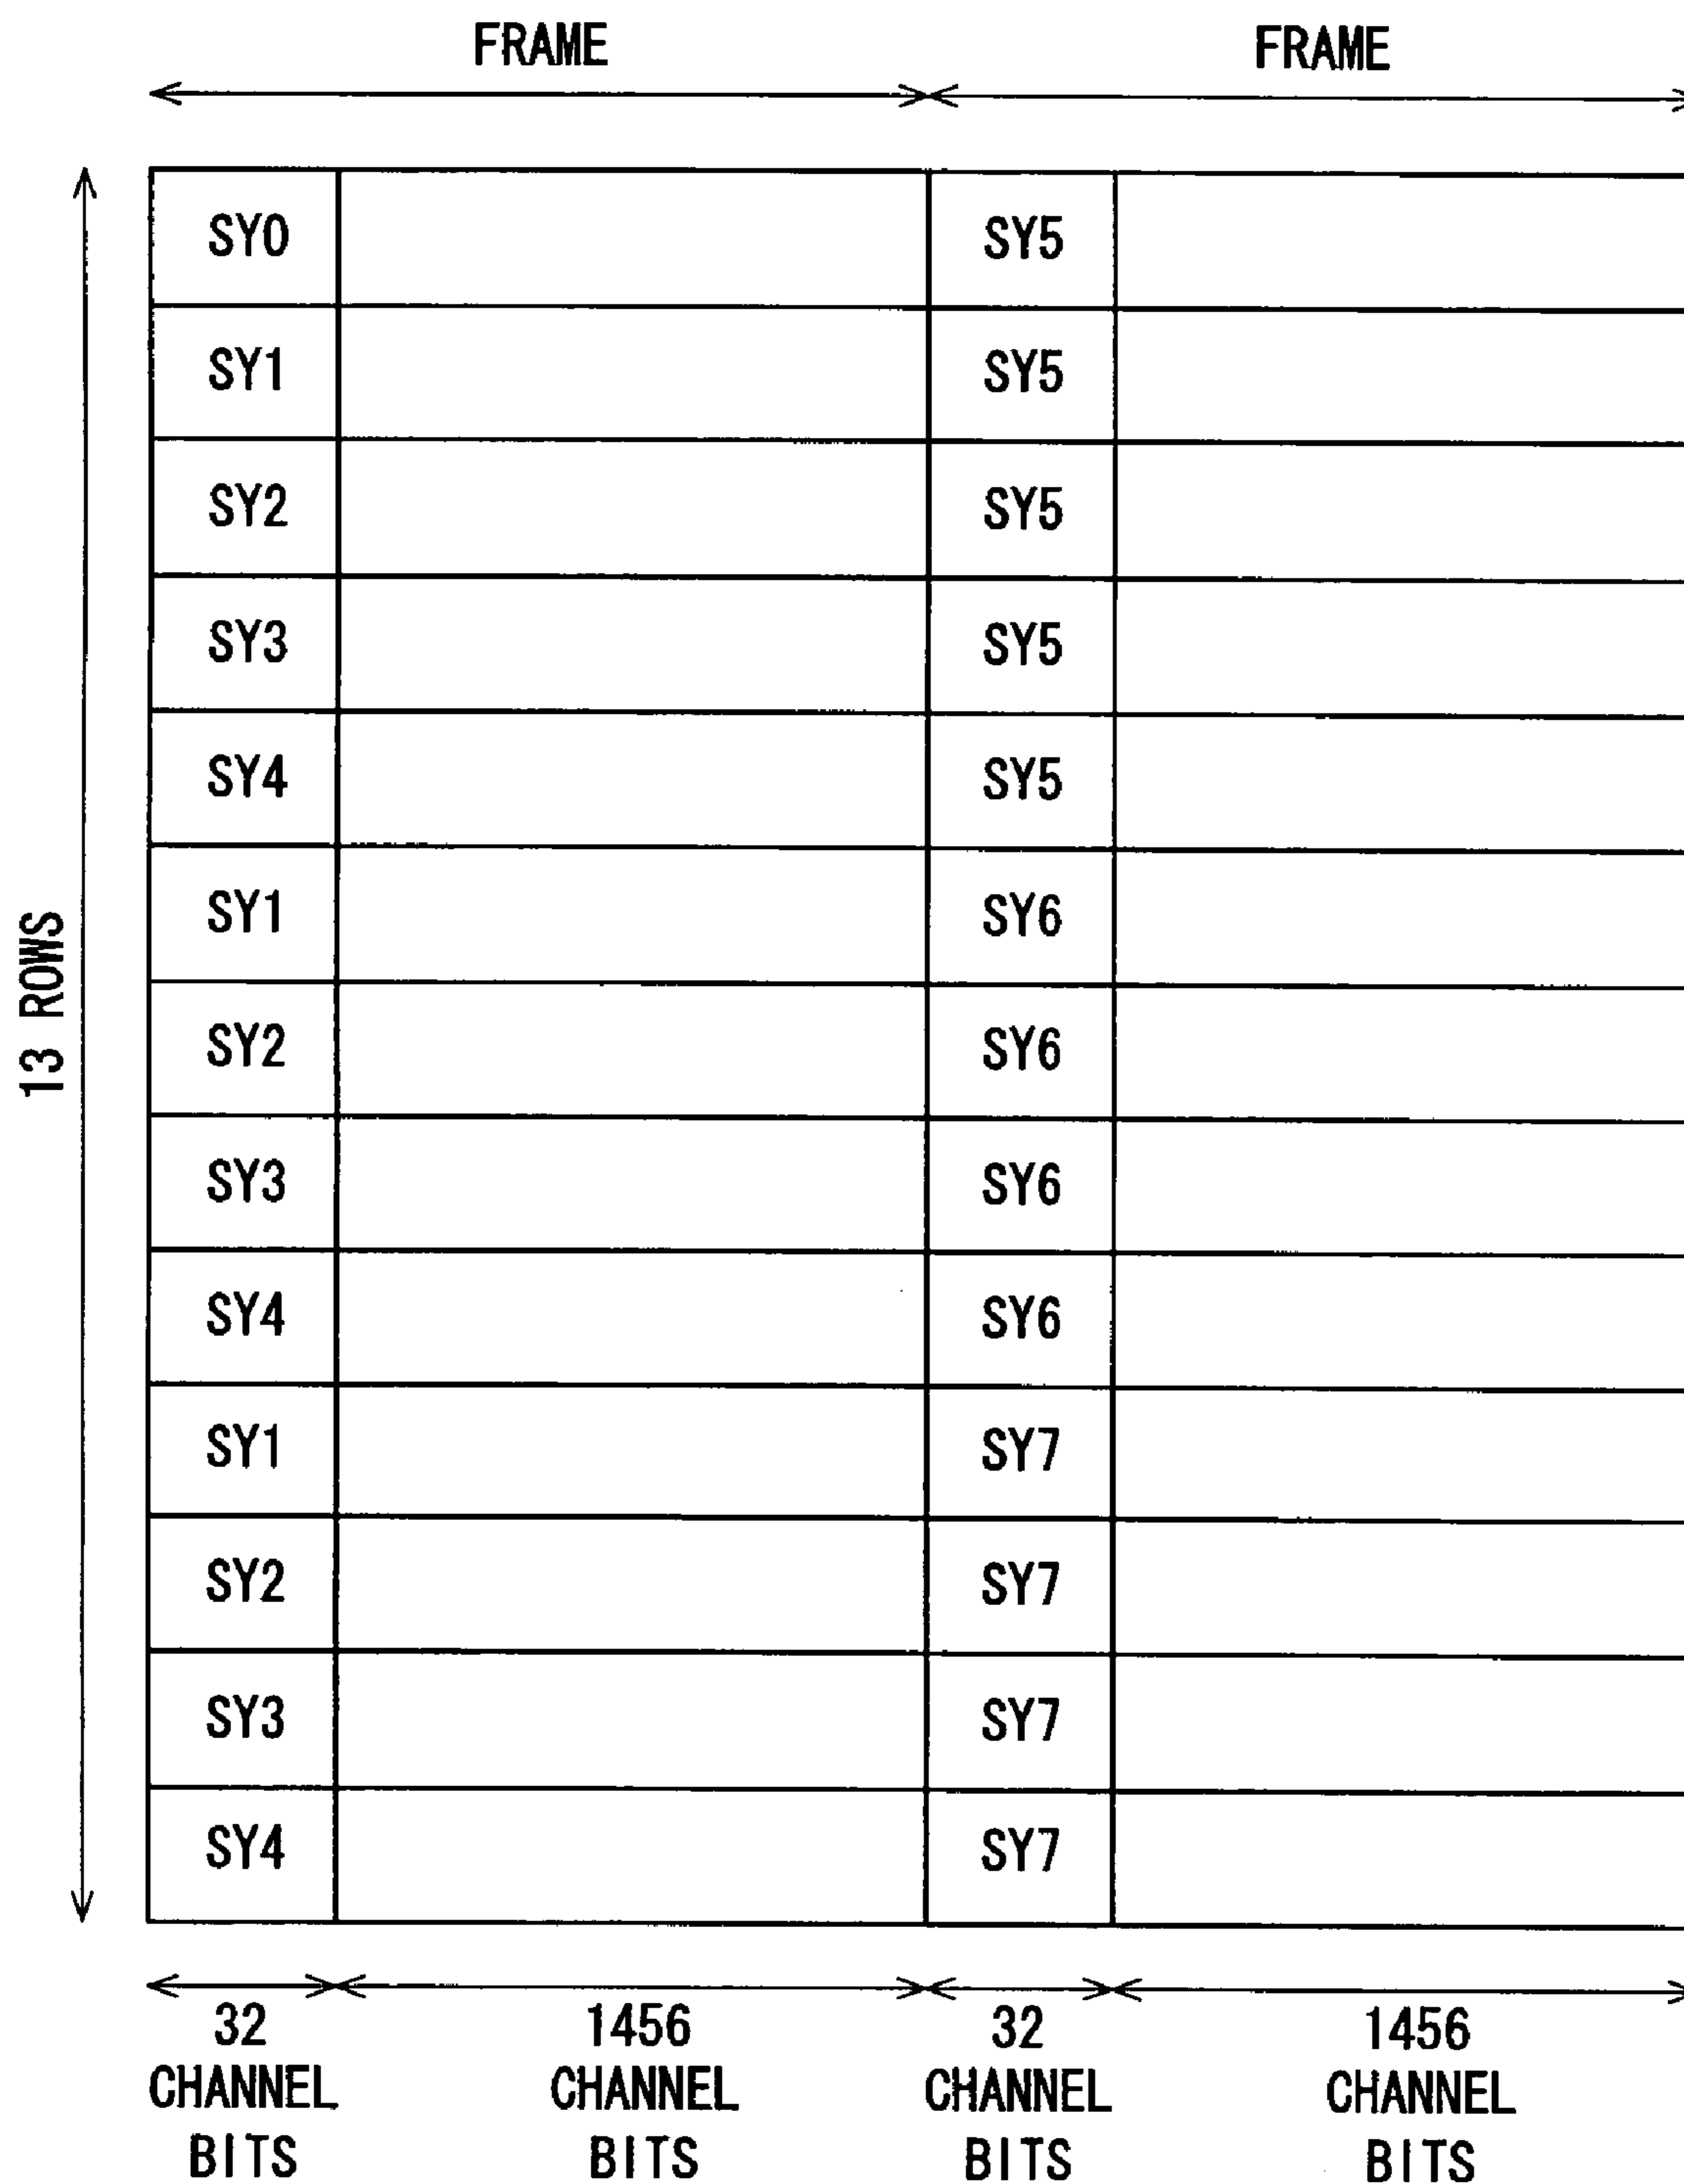 FRAME FRAME
SY0 SY5
SY1 SY5
SY2 SY5
SY3 SY5
SY4 SY5
SY1 SY6
13 ROWS
SY2 SY6
SY3 SY6
SY4 SY6
SY1 SY7
SY2 SY7
SY3 SY7
SY4 SY7
32 1456 32 1456
CHANNEL CHANNEL CHANNEL CHANNEL
BITS BITS BITS BITS